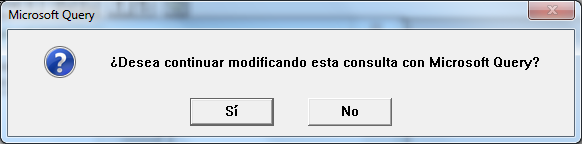 Microsoft Query
¿Desea continuar modificando esta consulta con Microsoft Query?
Sí
No